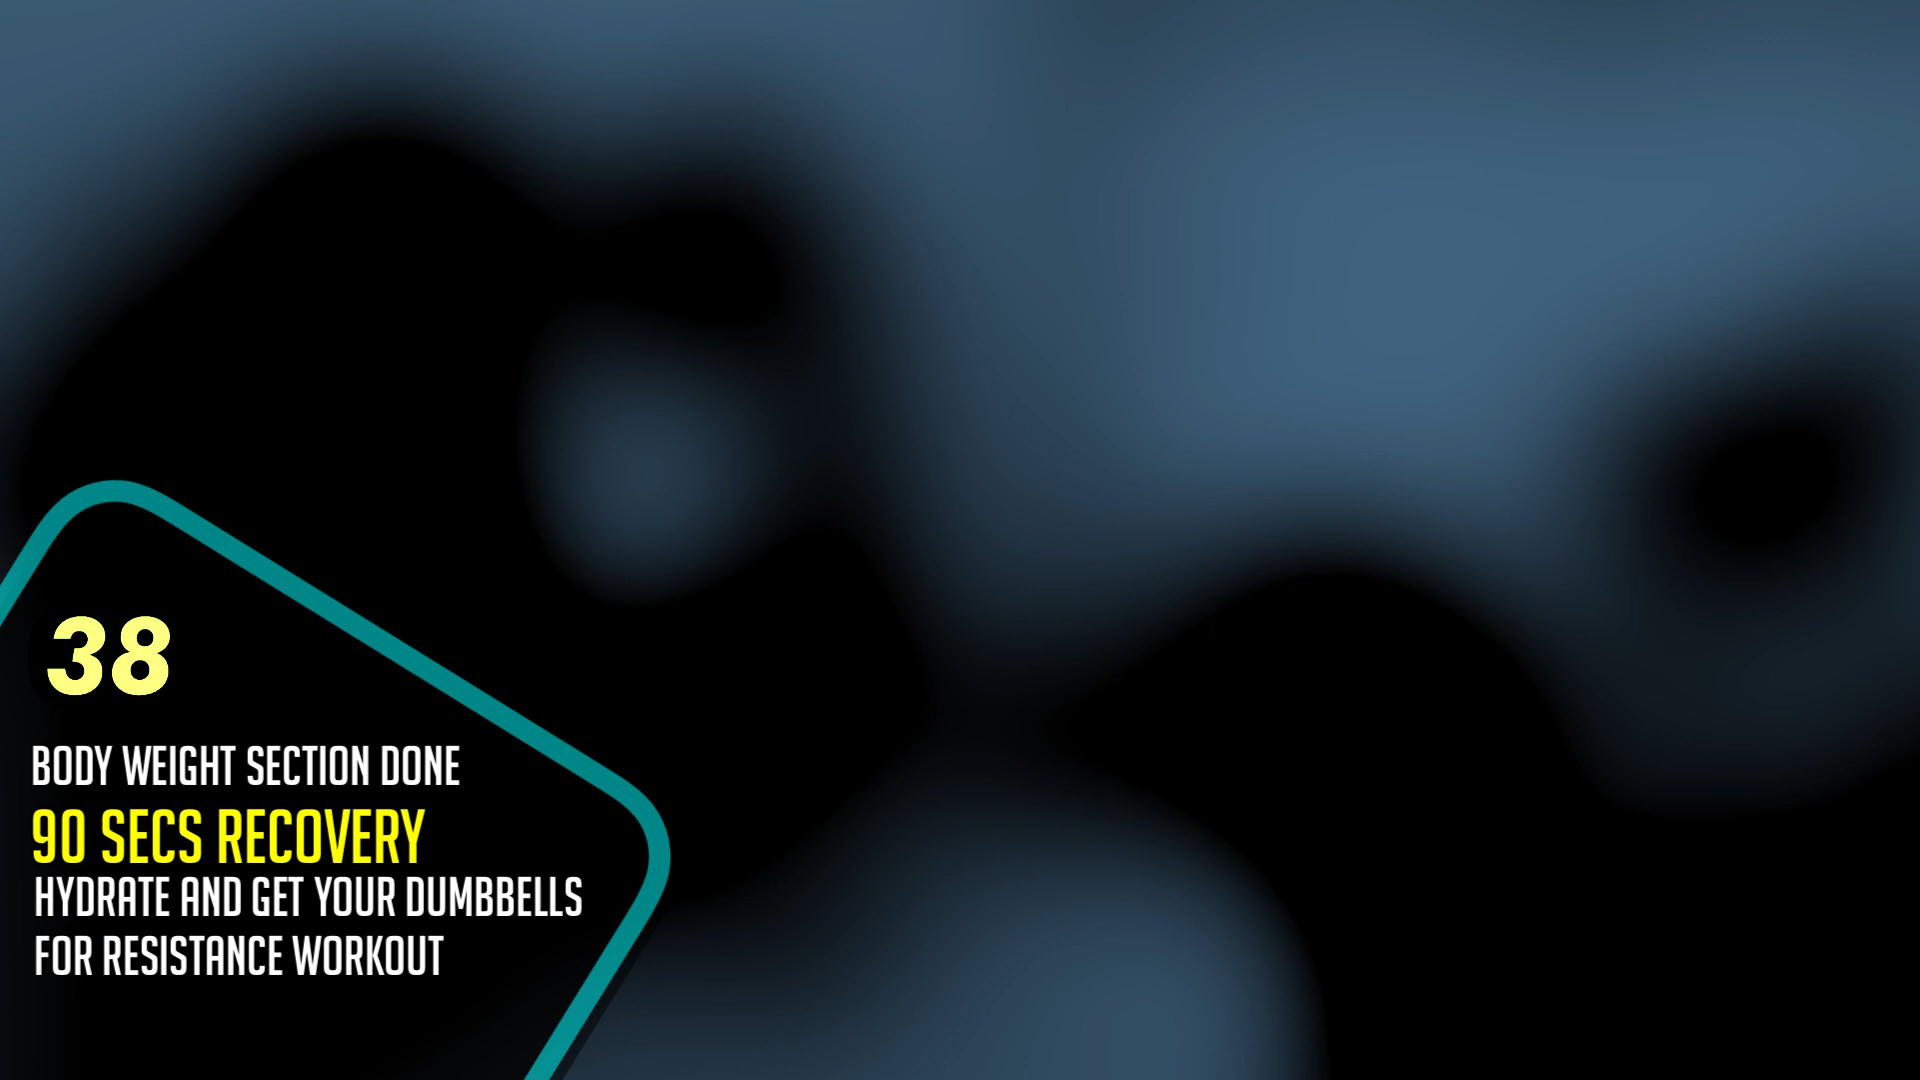 38
BODY WEIGHT SECTION DONE
90 SECS RECOVERY
HYDRATE AND GET YOUR DUMBBELLS
FOR RESISTANCE WORKOUT